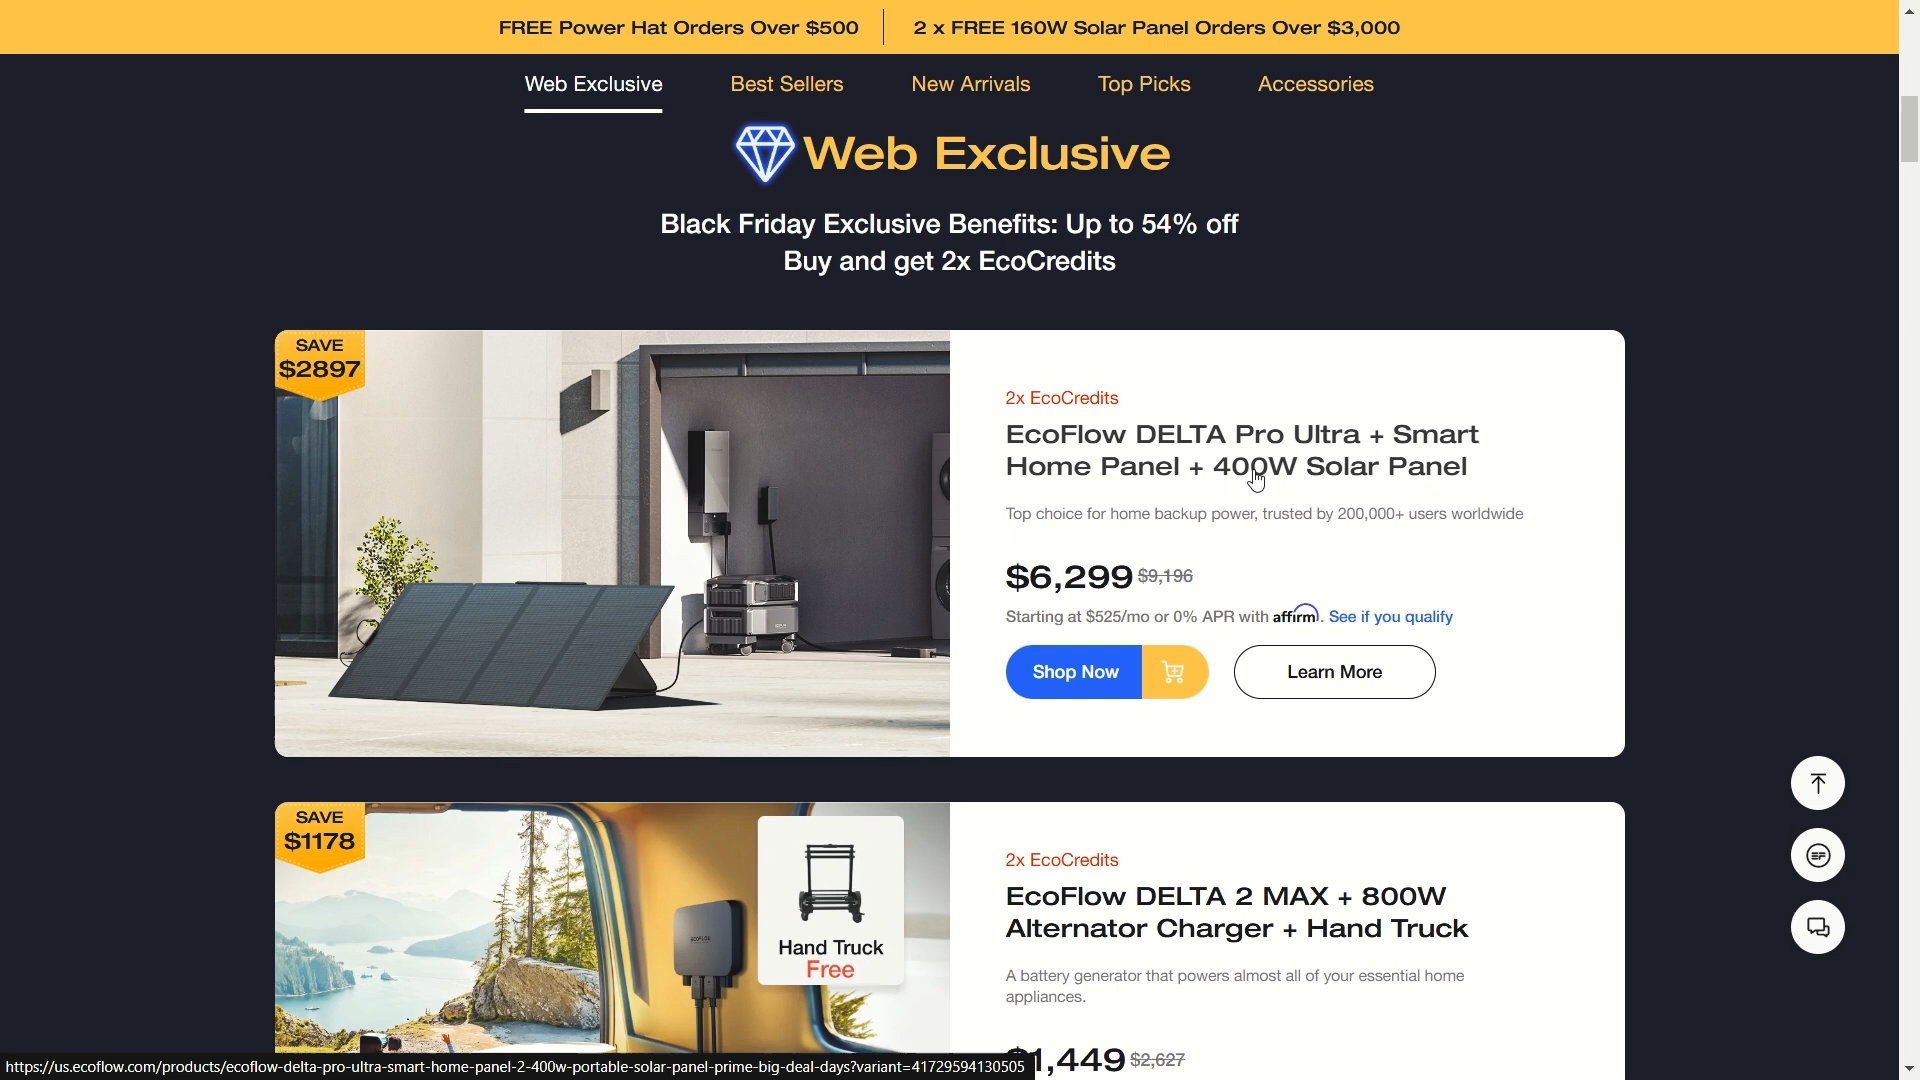 FREE Power Hat Orders Over $500
2 x FREE 160W Solar Panel Orders Over $3,000
Web Exclusive
Best Sellers
New Arrivals
Top Picks
Accessories
Web Exclusive
Black Friday Exclusive Benefits: Up to 54% off
Buy and get 2x EcoCredits
SAVE
$2897
2x EcoCredits
EcoFlow DELTA Pro Ultra + Smart
Home Panel + 400W Solar Panel
Top choice for home backup power, trusted by 200,000+ users worldwide
$6,299 $9,196
Starting at $525/mo or 0% APR with affirm. See if you qualify
Shop Now
Learn More
SAVE
$1178
Hand Truck
Free
ECOFLOW
2x EcoCredits
EcoFlow DELTA 2 MAX + 800W
Alternator Charger + Hand Truck
A battery generator that powers almost all of your essential home
appliances.
$1,449 $2,627
https://us.ecoflow.com/products/ecoflow-delta-pro-ultra-smart-home-panel-2-400w-portable-solar-panel-prime-big-deal-days?variant=41729594130505